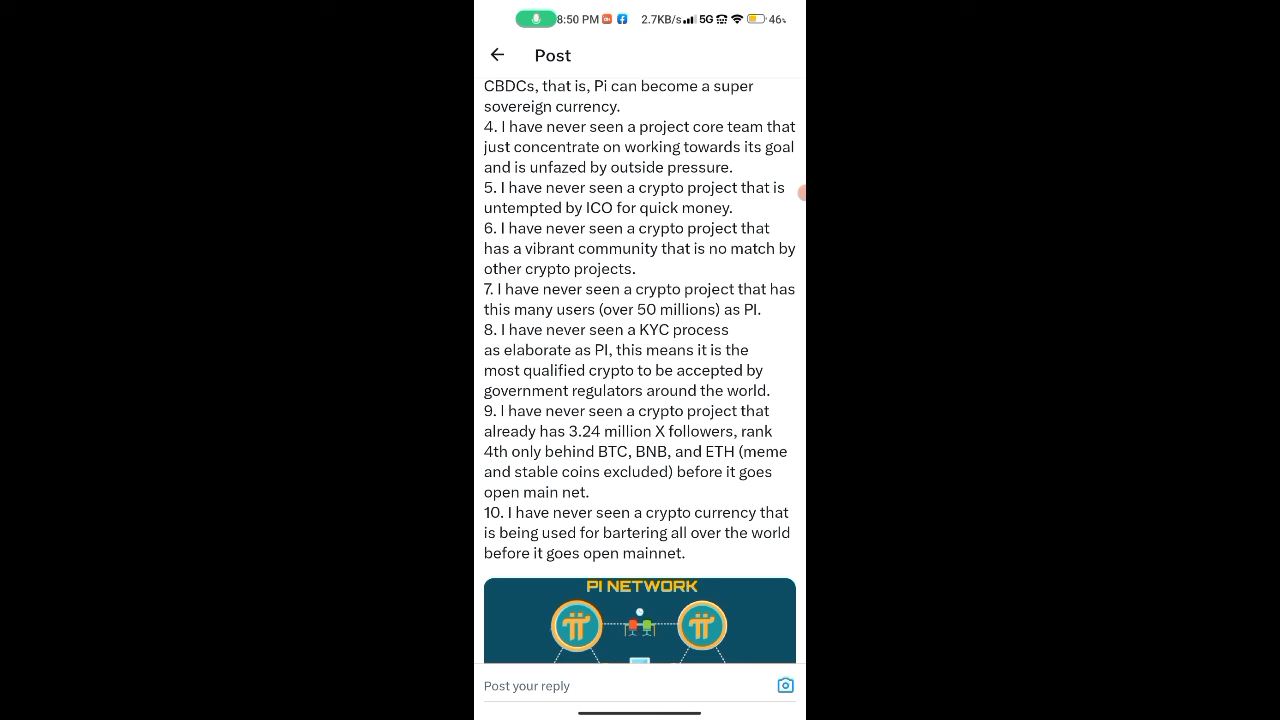 8:50 PM 2.7KB/s 5G 46%
Post
CBDCs, that is, Pi can become a super
sovereign currency.
4. I have never seen a project core team that
just concentrate on working towards its goal
and is unfazed by outside pressure.
5. I have never seen a crypto project that is
untempted by ICO for quick money.
6. I have never seen a crypto project that
has a vibrant community that is no match by
other crypto projects.
7. I have never seen a crypto project that has
this many users (over 50 millions) as PI.
8. I have never seen a KYC process
as elaborate as PI, this means it is the
most qualified crypto to be accepted by
government regulators around the world.
9. I have never seen a crypto project that
already has 3.24 million X followers, rank
4th only behind BTC, BNB, and ETH (meme
and stable coins excluded) before it goes
open main net.
10. I have never seen a crypto currency that
is being used for bartering all over the world
before it goes open mainnet.
PI NETWORK
Post your reply